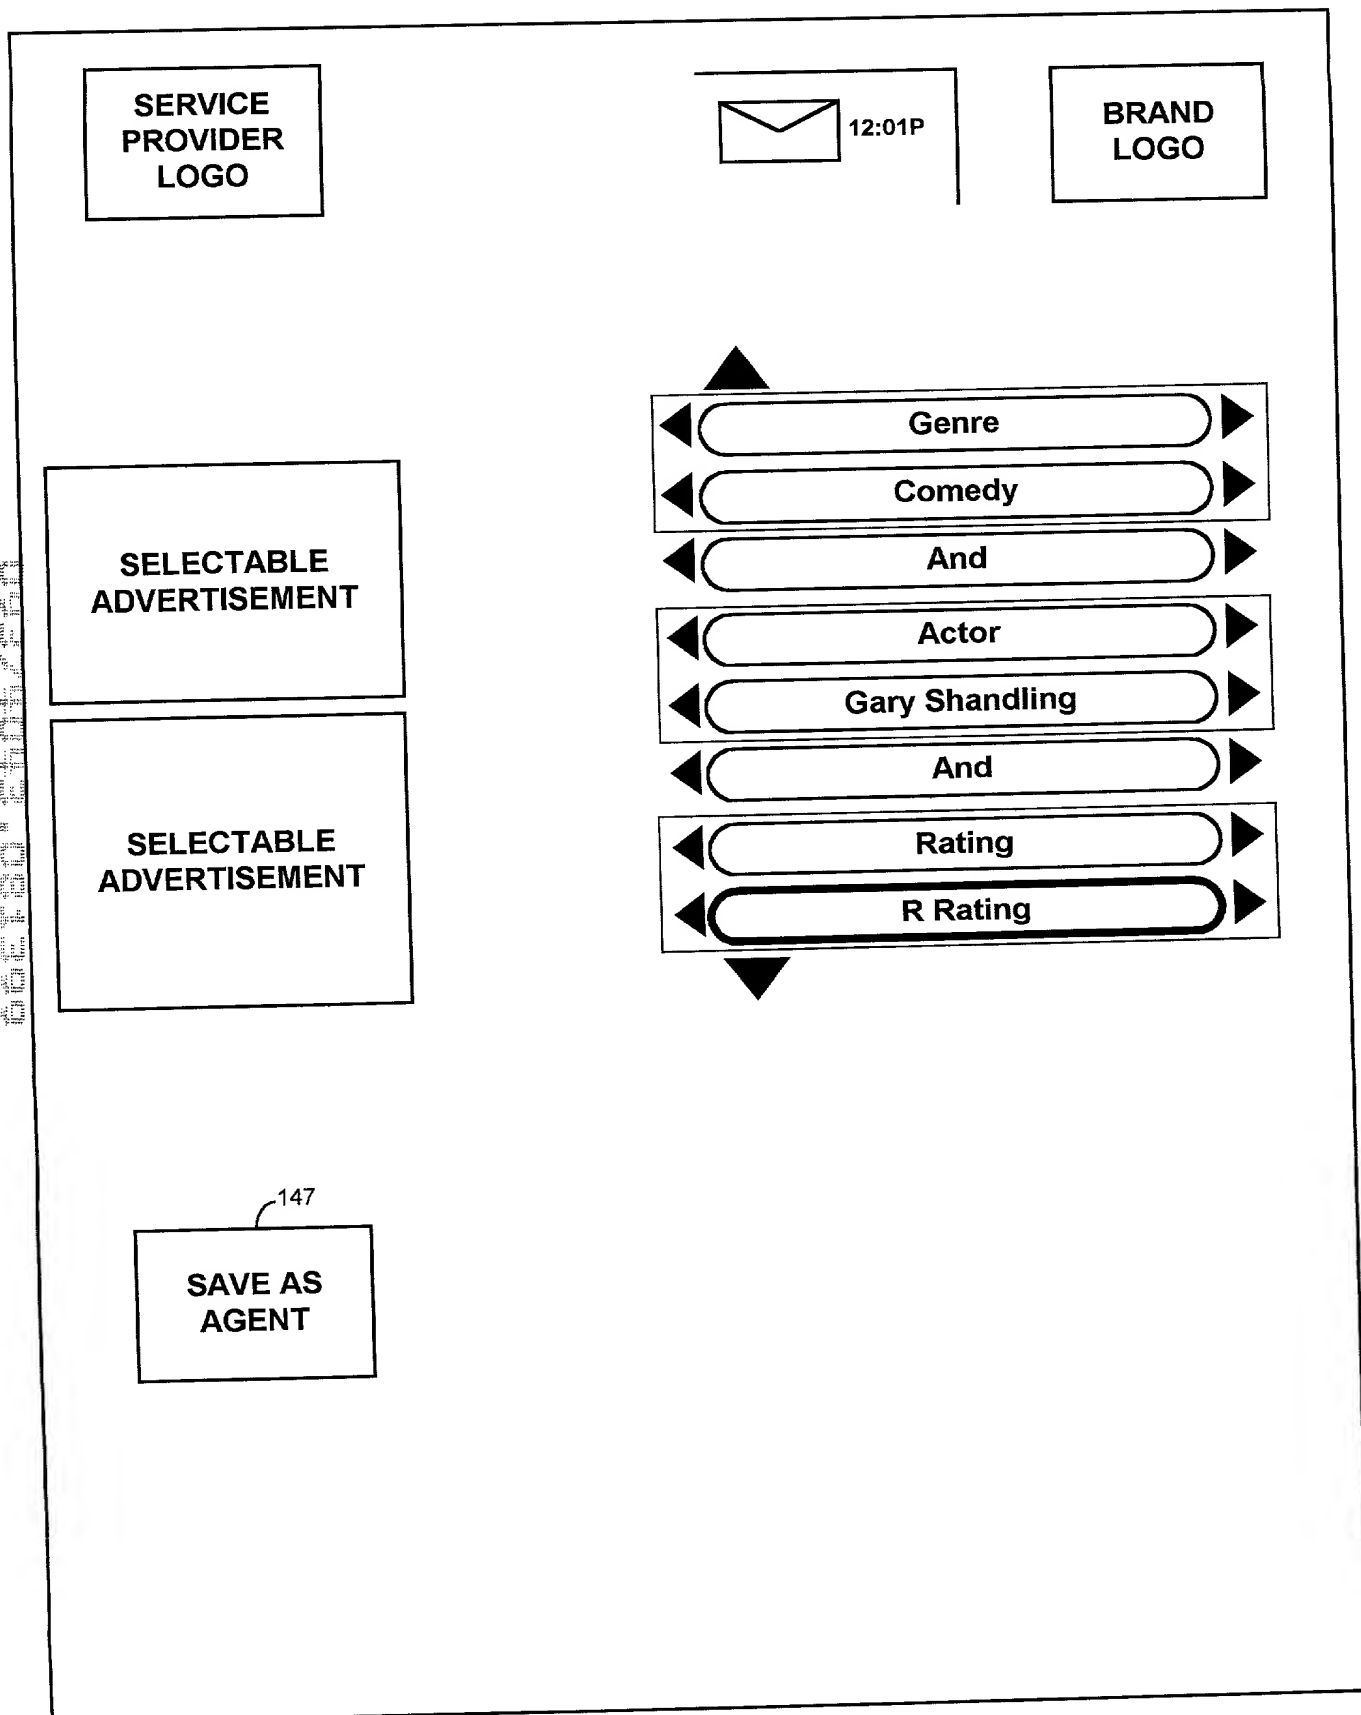 SERVICE
PROVIDER
LOGO
12:01P
BRAND
LOGO
Genre
Comedy
And
Actor
Gary Shandling
And
Rating
R Rating
SELECTABLE
ADVERTISEMENT
SELECTABLE
ADVERTISEMENT
147
SAVE AS
AGENT